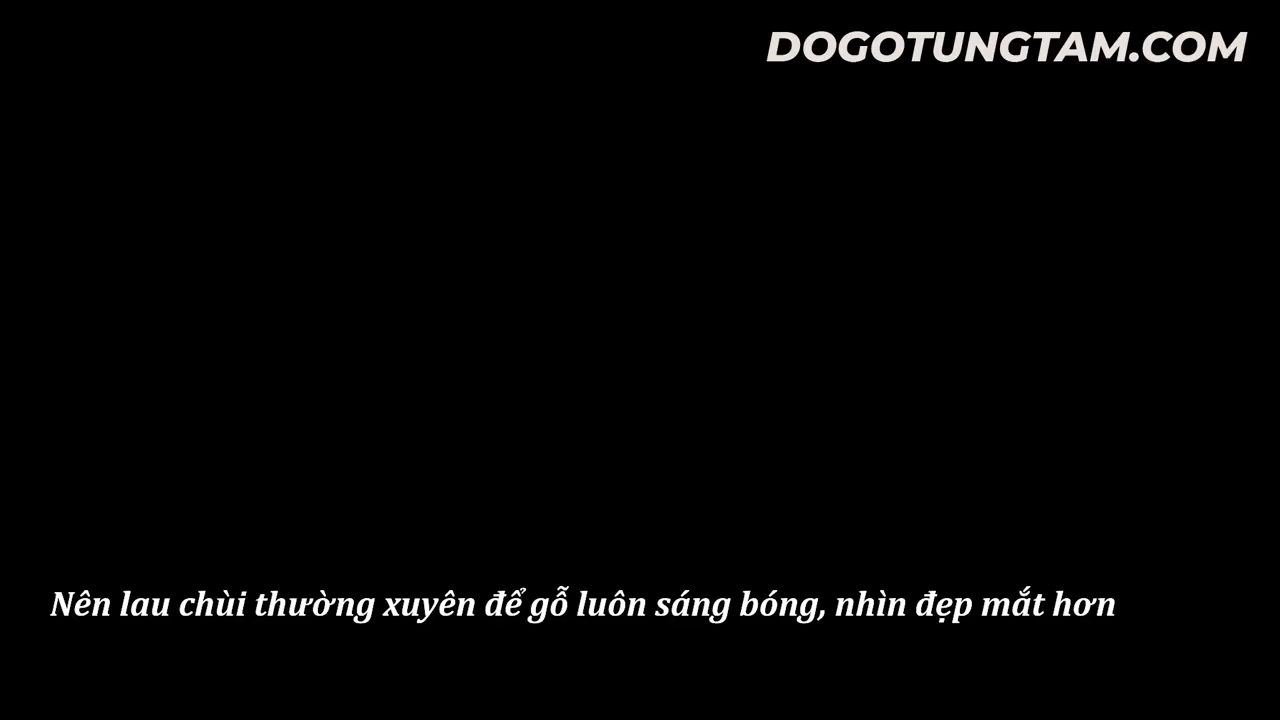 DOGOTUNGTAM.COM
Nên lau chùi thường xuyên để gỗ luôn sáng bóng, nhìn đẹp mắt hơn